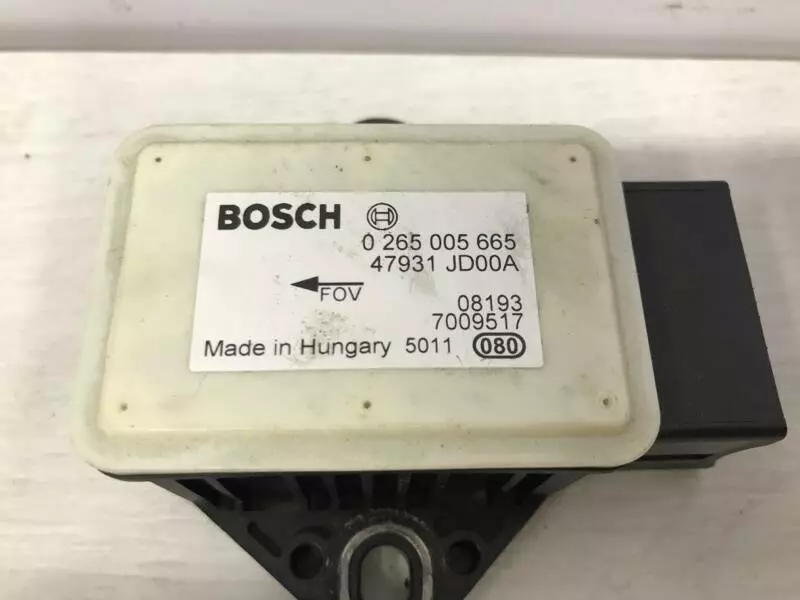 BOSCH
0 265 005 665
47931 JD00A
FOV
08193
7009517
Made in Hungary 5011 080